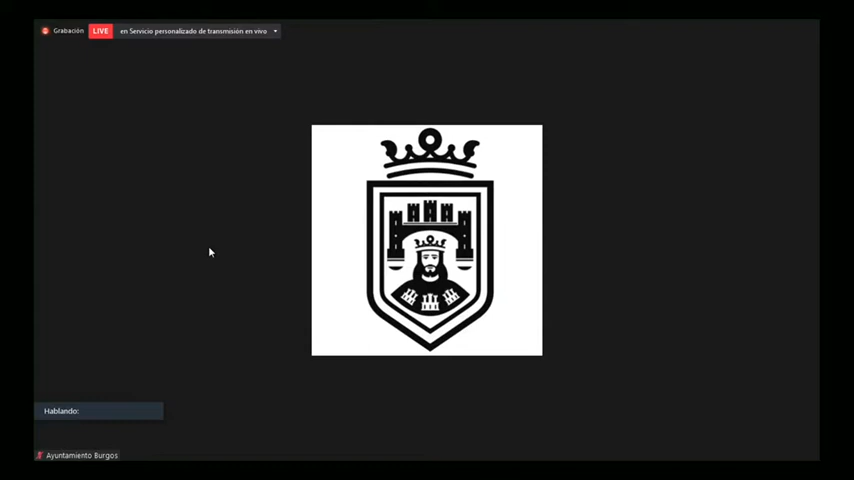 Grabación
LIVE
en Servicio personalizado de transmisión en vivo
Hablando:
Ayuntamiento Burgos